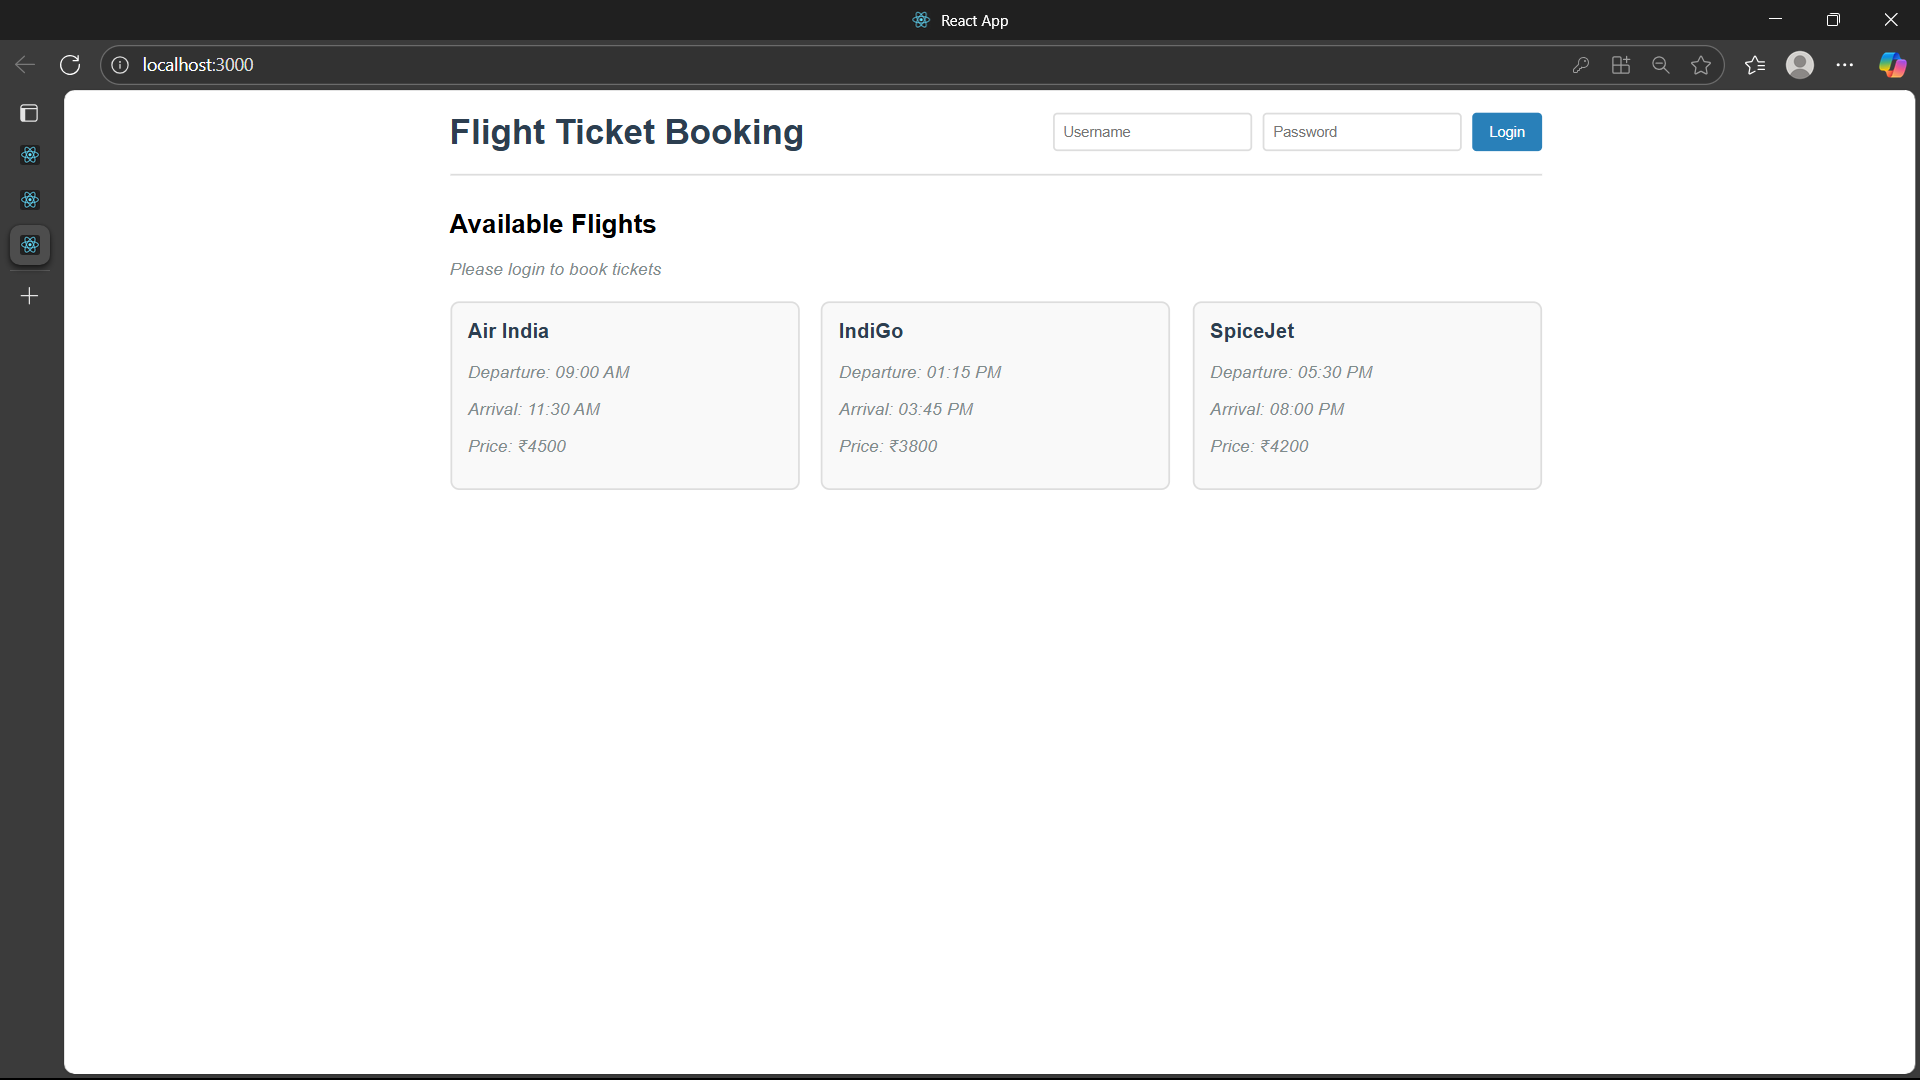 React App
localhost:3000
Flight Ticket Booking
Username
Password
Login
Available Flights
Please login to book tickets
Air India
Departure: 09:00 AM
Arrival: 11:30 AM
Price: ₹4500
IndiGo
Departure: 01:15 PM
Arrival: 03:45 PM
Price: ₹3800
SpiceJet
Departure: 05:30 PM
Arrival: 08:00 PM
Price: ₹4200